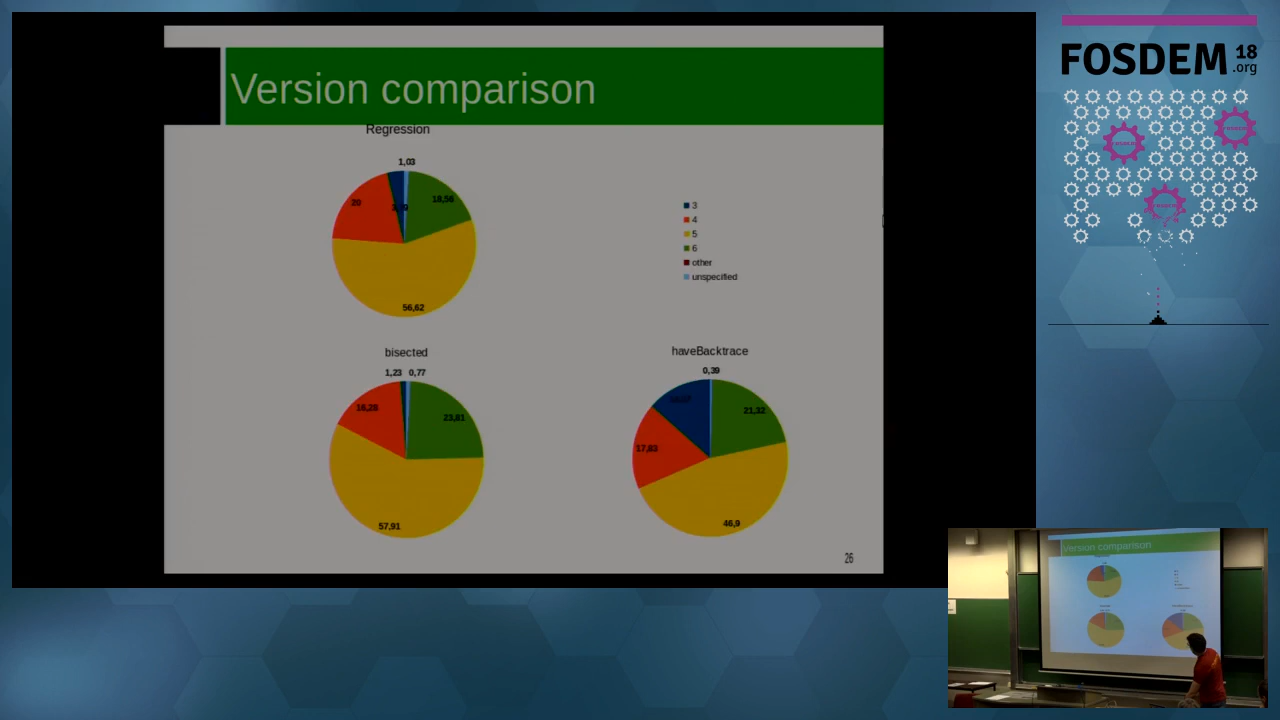 Version comparison
Regression
1,03
18,56
20
56,62
3
4
5
6
other
unspecified
bisected
1,23 0,77
16,28
23,81
57,91
haveBacktrace
0,39
21,32
17,83
46,9
26
FOSDEM 18
.org
Version comparison